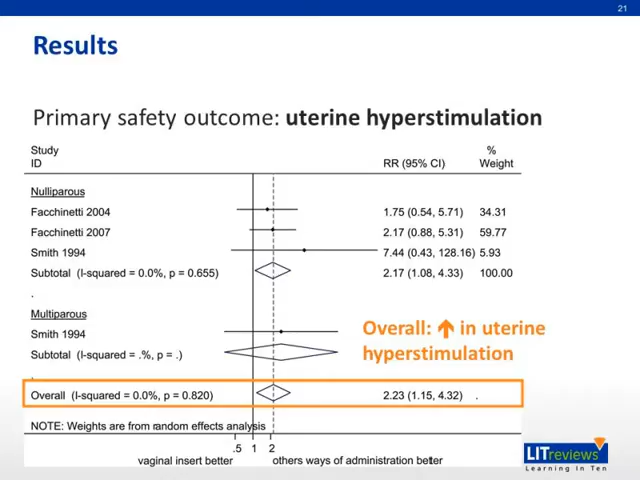 21
Results
Primary safety outcome: uterine hyperstimulation
Study %
ID RR (95% CI) Weight
Nulliparous
Facchinetti 2004 1.75 (0.54, 5.71) 34.31
Facchinetti 2007 2.17 (0.88, 5.31) 59.77
Smith 1994 7.44 (0.43, 128.16) 5.93
Subtotal (I-squared = 0.0%, p = 0.655) 2.17 (1.08, 4.33) 100.00
.
Multiparous
Smith 1994
Subtotal (I-squared = .%, p = .)
Overall: ↑ in uterine
hyperstimulation
.
Overall (I-squared = 0.0%, p = 0.820) 2.23 (1.15, 4.32) .
NOTE: Weights are from random effects analysis
.5 1 2
vaginal insert better others ways of administration better
LITreviews
Learning In Ten